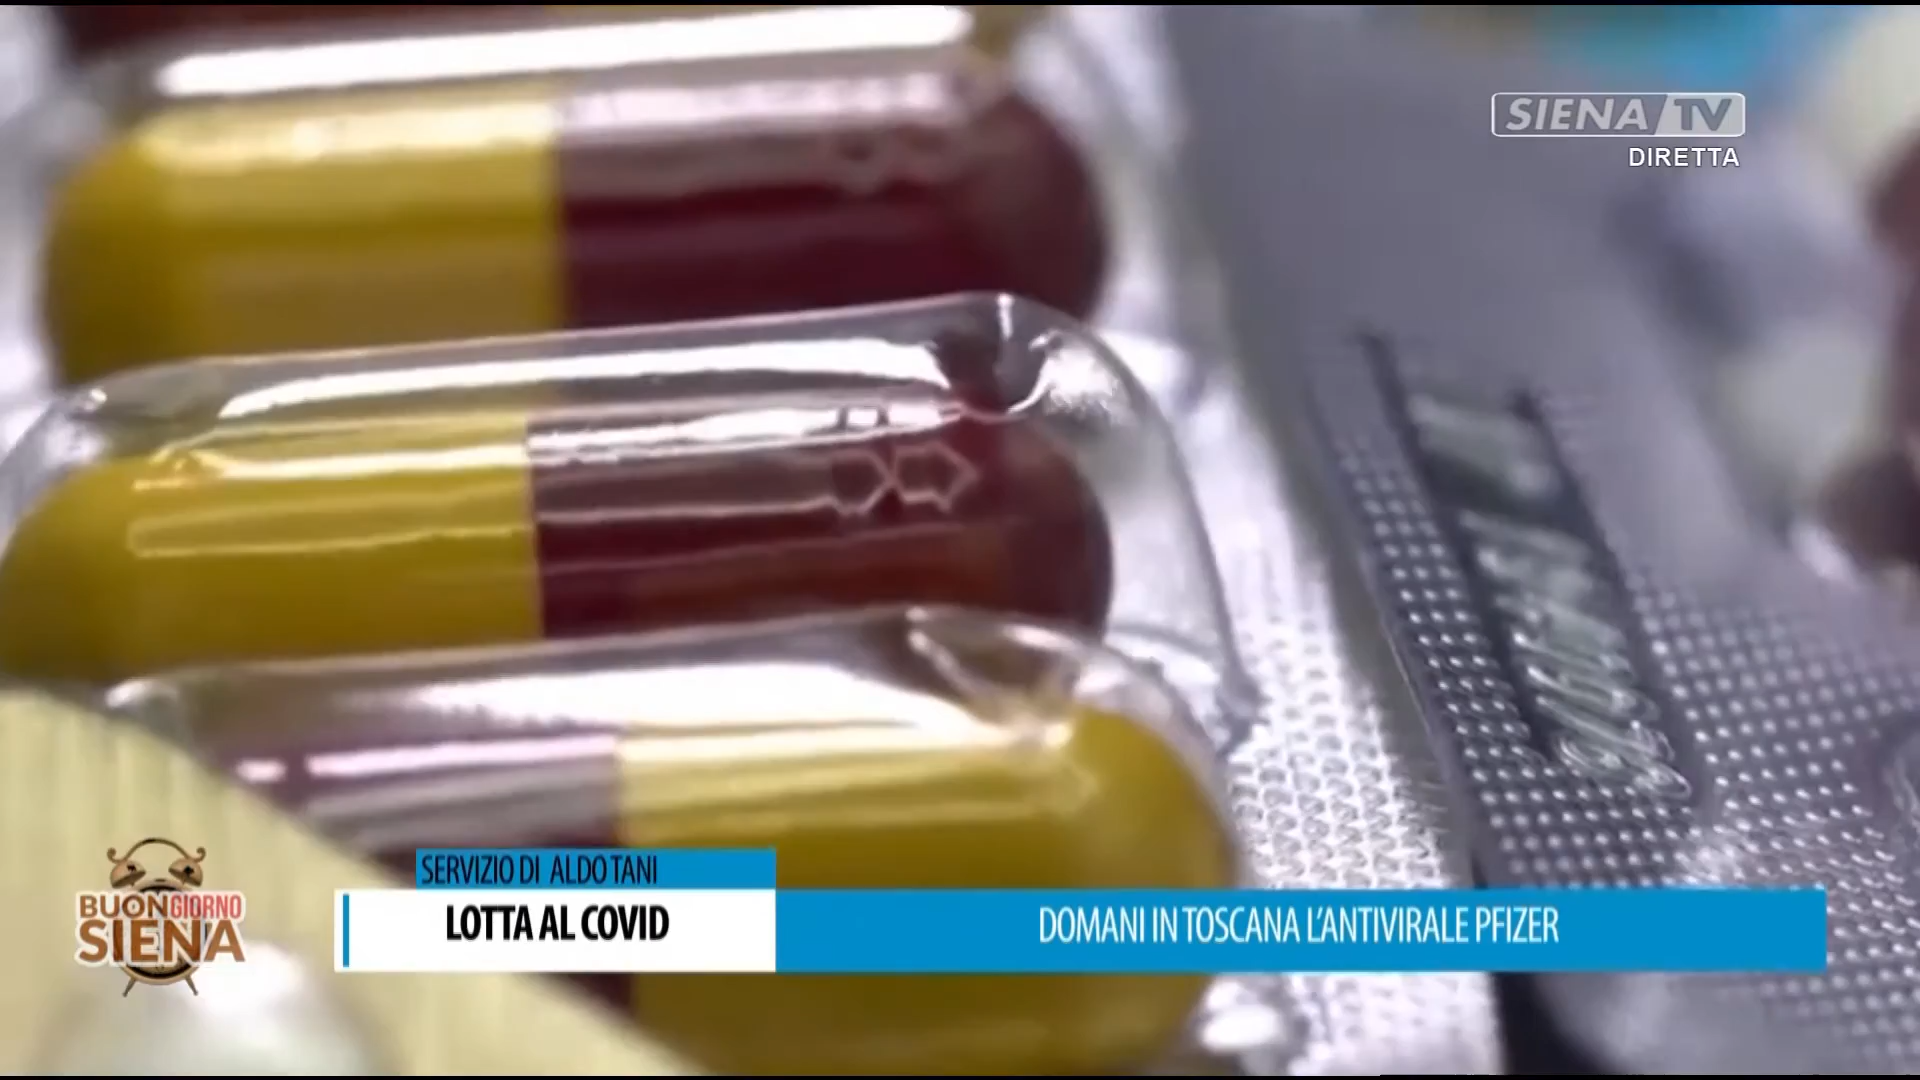 SIENA TV
DIRETTA
SERVIZIO DI ALDO TANI
LOTTA AL COVID
DOMANI IN TOSCANA L'ANTIVIRALE PFIZER
BUONGIORNO
SIENA